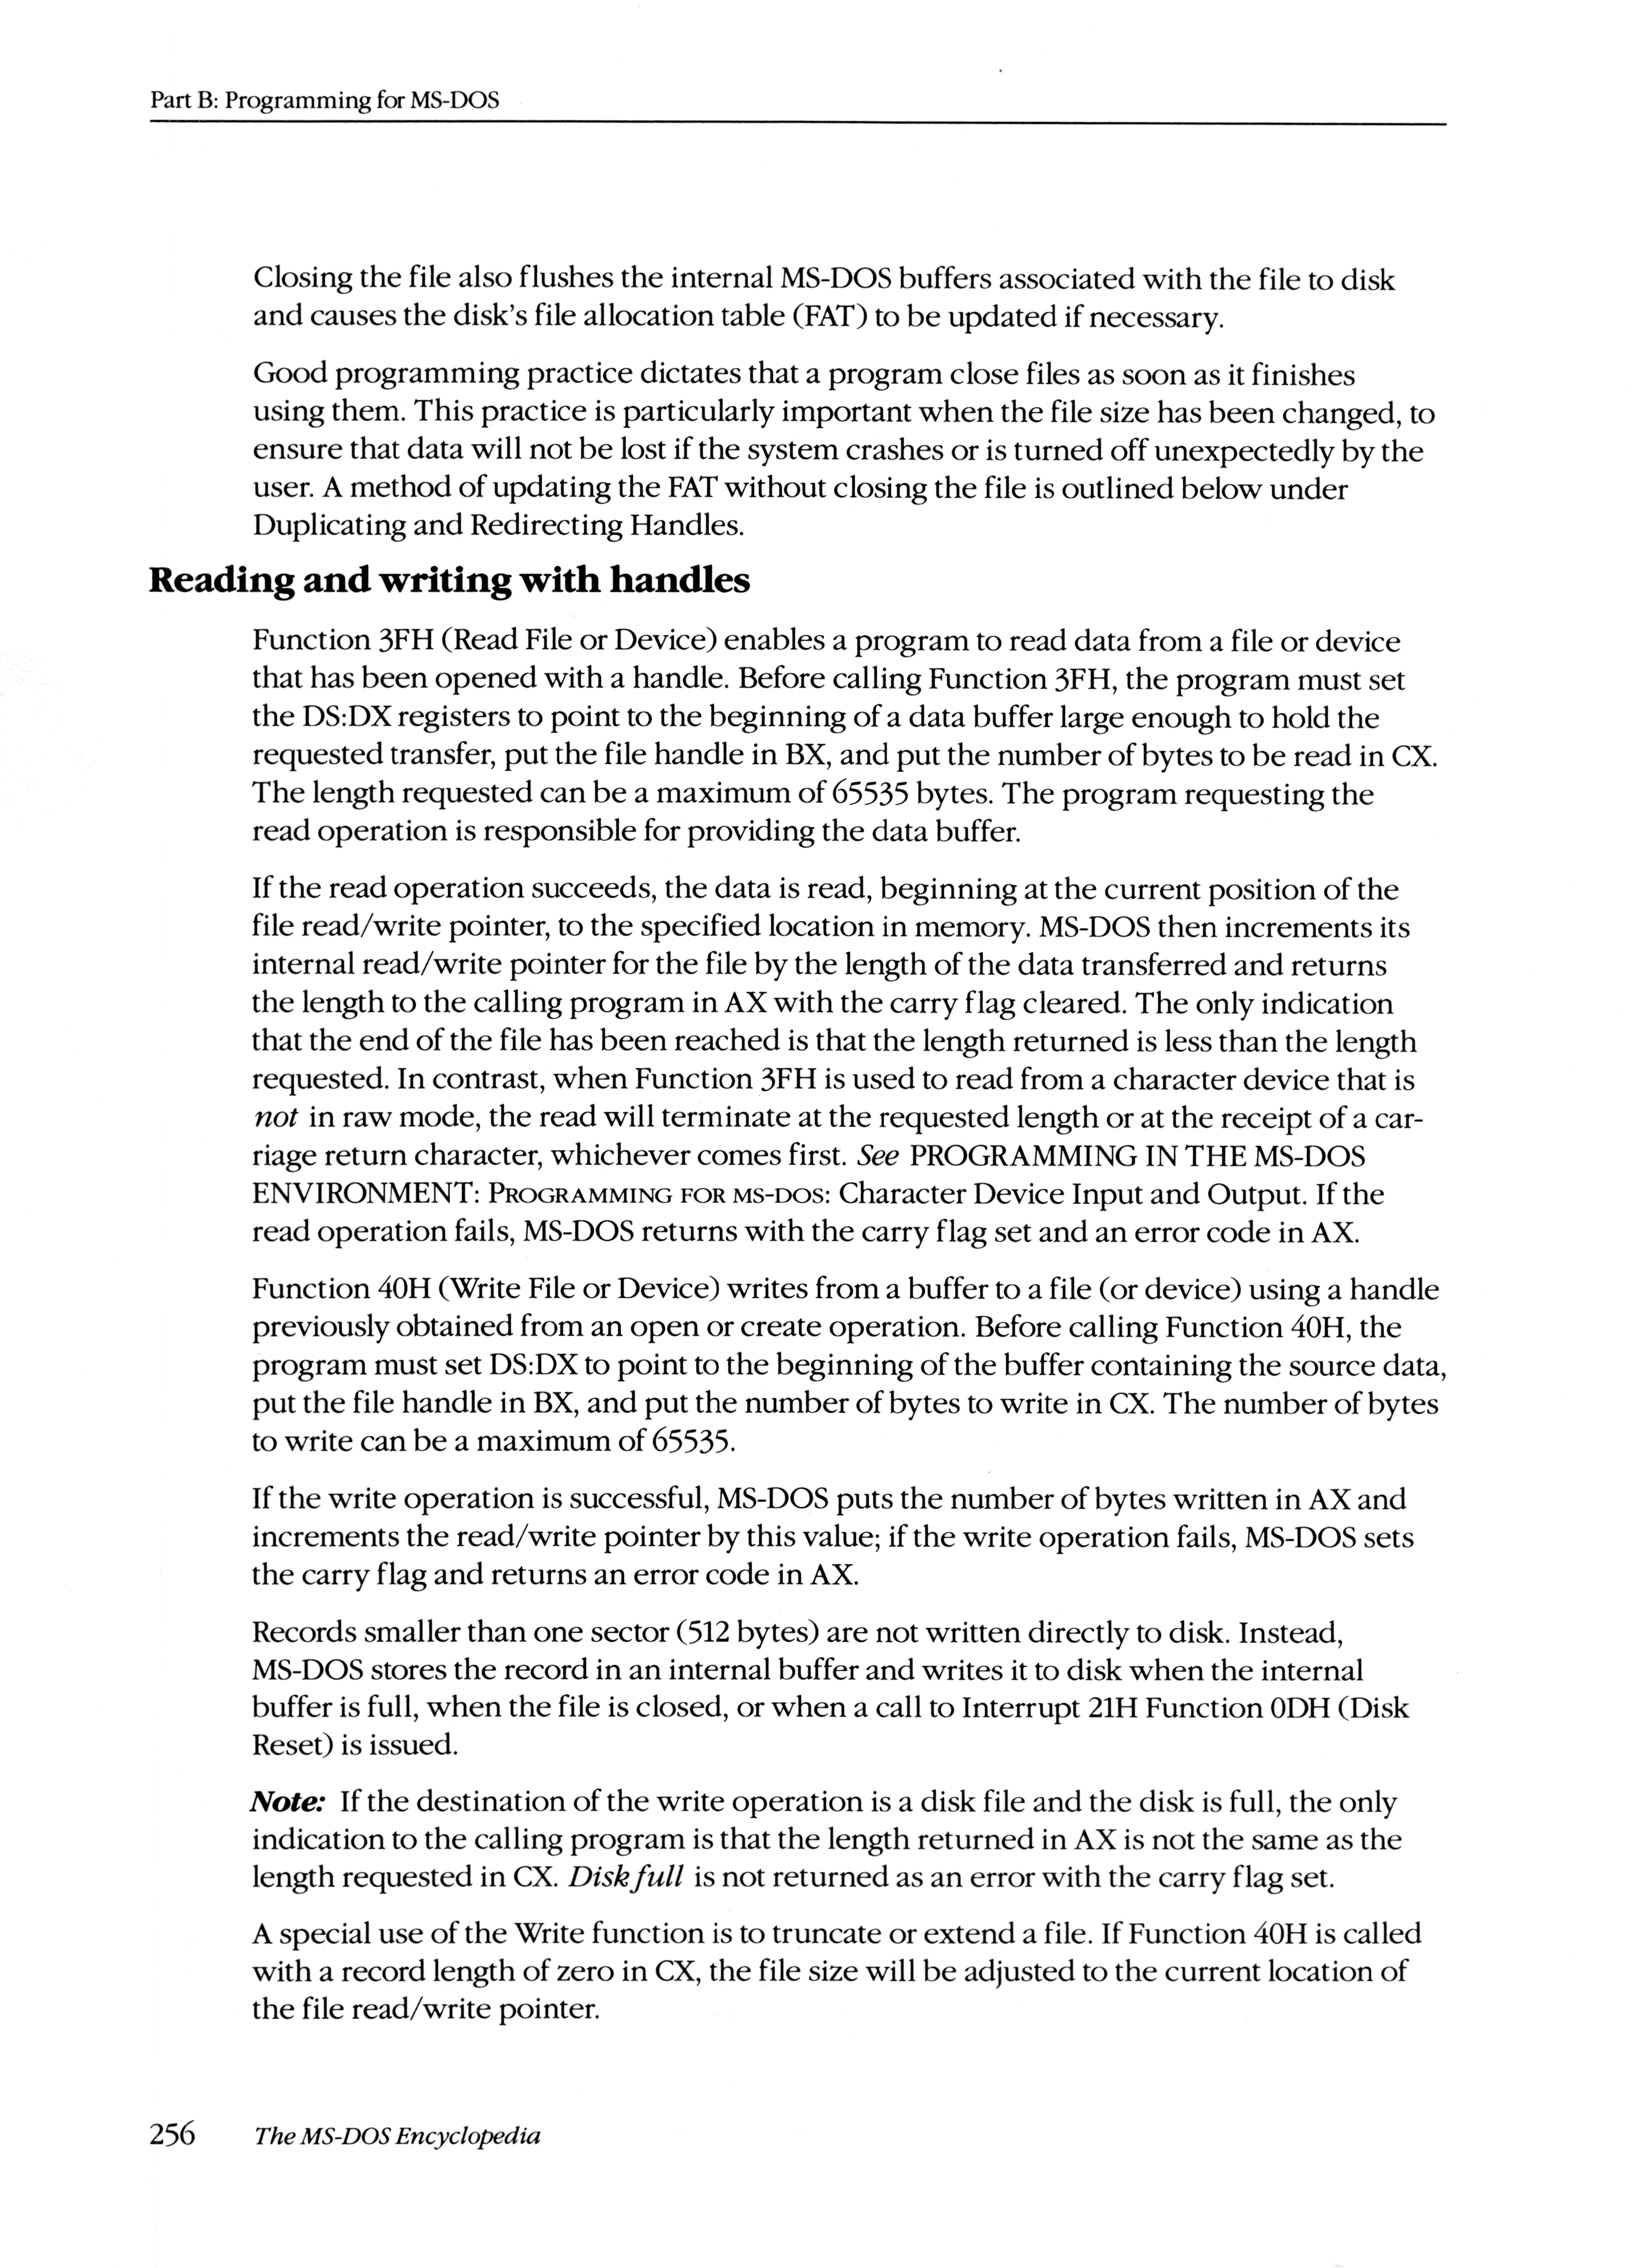 Part B: Programming for MS-DOS
Closing the file also flushes the internal MS-DOS buffers associated with the file to disk
and causes the disk's file allocation table (FAT) to be updated if necessary.
Good programming practice dictates that a program close files as soon as it finishes
using them. This practice is particularly important when the file size has been changed, to
ensure that data will not be lost if the system crashes or is turned off unexpectedly by the
user. A method of updating the FAT without closing the file is outlined below under
Duplicating and Redirecting Handles.
Reading and writing with handles
Function 3FH (Read File or Device) enables a program to read data from a file or device
that has been opened with a handle. Before calling Function 3FH, the program must set
the DS:DX registers to point to the beginning of a data buffer large enough to hold the
requested transfer, put the file handle in BX, and put the number of bytes to be read in CX.
The length requested can be a maximum of 65535 bytes. The program requesting the
read operation is responsible for providing the data buffer.
If the read operation succeeds, the data is read, beginning at the current position of the
file read/write pointer, to the specified location in memory. MS-DOS then increments its
internal read/write pointer for the file by the length of the data transferred and returns
the length to the calling program in AX with the carry flag cleared. The only indication
that the end of the file has been reached is that the length returned is less than the length
requested. In contrast, when Function 3FH is used to read from a character device that is
not in raw mode, the read will terminate at the requested length or at the receipt of a car-
riage return character, whichever comes first. See PROGRAMMING IN THE MS-DOS
ENVIRONMENT: PROGRAMMING FOR MS-DOS: Character Device Input and Output. If the
read operation fails, MS-DOS returns with the carry flag set and an error code in AX.
Function 40H (Write File or Device) writes from a buffer to a file (or device) using a handle
previously obtained from an open or create operation. Before calling Function 40H, the
program must set DS:DX to point to the beginning of the buffer containing the source data,
put the file handle in BX, and put the number of bytes to write in CX. The number of bytes
to write can be a maximum of 65535.
If the write operation is successful, MS-DOS puts the number of bytes written in AX and
increments the read/write pointer by this value; if the write operation fails, MS-DOS sets
the carry flag and returns an error code in AX.
Records smaller than one sector (512 bytes) are not written directly to disk. Instead,
MS-DOS stores the record in an internal buffer and writes it to disk when the internal
buffer is full, when the file is closed, or when a call to Interrupt 21H Function 0DH (Disk
Reset) is issued.
Note: If the destination of the write operation is a disk file and the disk is full, the only
indication to the calling program is that the length returned in AX is not the same as the
length requested in CX. Disk full is not returned as an error with the carry flag set.
A special use of the Write function is to truncate or extend a file. If Function 40H is called
with a record length of zero in CX, the file size will be adjusted to the current location of
the file read/write pointer.
256 The MS-DOS Encyclopedia